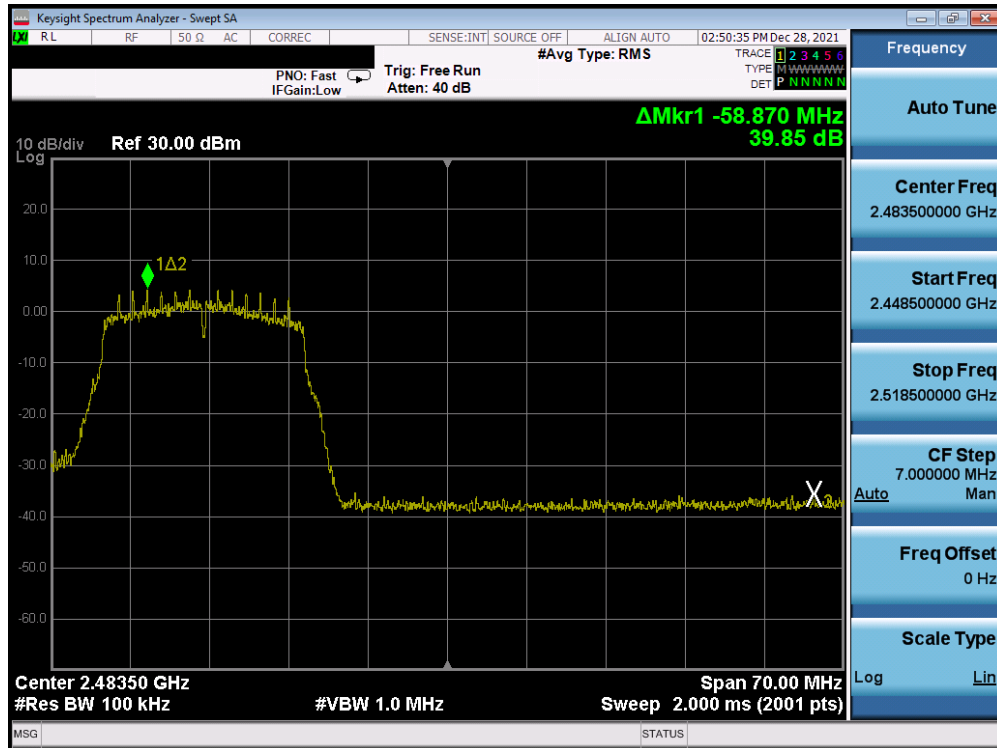 Keysight Spectrum Analyzer - Swept SA
LXI RL RF 50 Ω AC CORREC SENSE:INT SOURCE OFF ALIGN AUTO 02:50:35 PM Dec 28, 2021
#Avg Type: RMS
TRACE 1 2 3 4 5 6
TYPE M W W W W W
DET P N N N N N
PNO: Fast
IFGain:Low
Trig: Free Run
Atten: 40 dB
ΔMkr1 -58.870 MHz
39.85 dB
10 dB/div
Log
Ref 30.00 dBm
20.0
10.0
0.00
-10.0
-20.0
-30.0
-40.0
-50.0
-60.0
1Δ2
X2
Center 2.48350 GHz
Span 70.00 MHz
#Res BW 100 kHz
#VBW 1.0 MHz
Sweep 2.000 ms (2001 pts)
MSG
STATUS
Frequency
Auto Tune
Center Freq
2.483500000 GHz
Start Freq
2.448500000 GHz
Stop Freq
2.518500000 GHz
CF Step
7.000000 MHz
Auto Man
Freq Offset
0 Hz
Scale Type
Log Lin